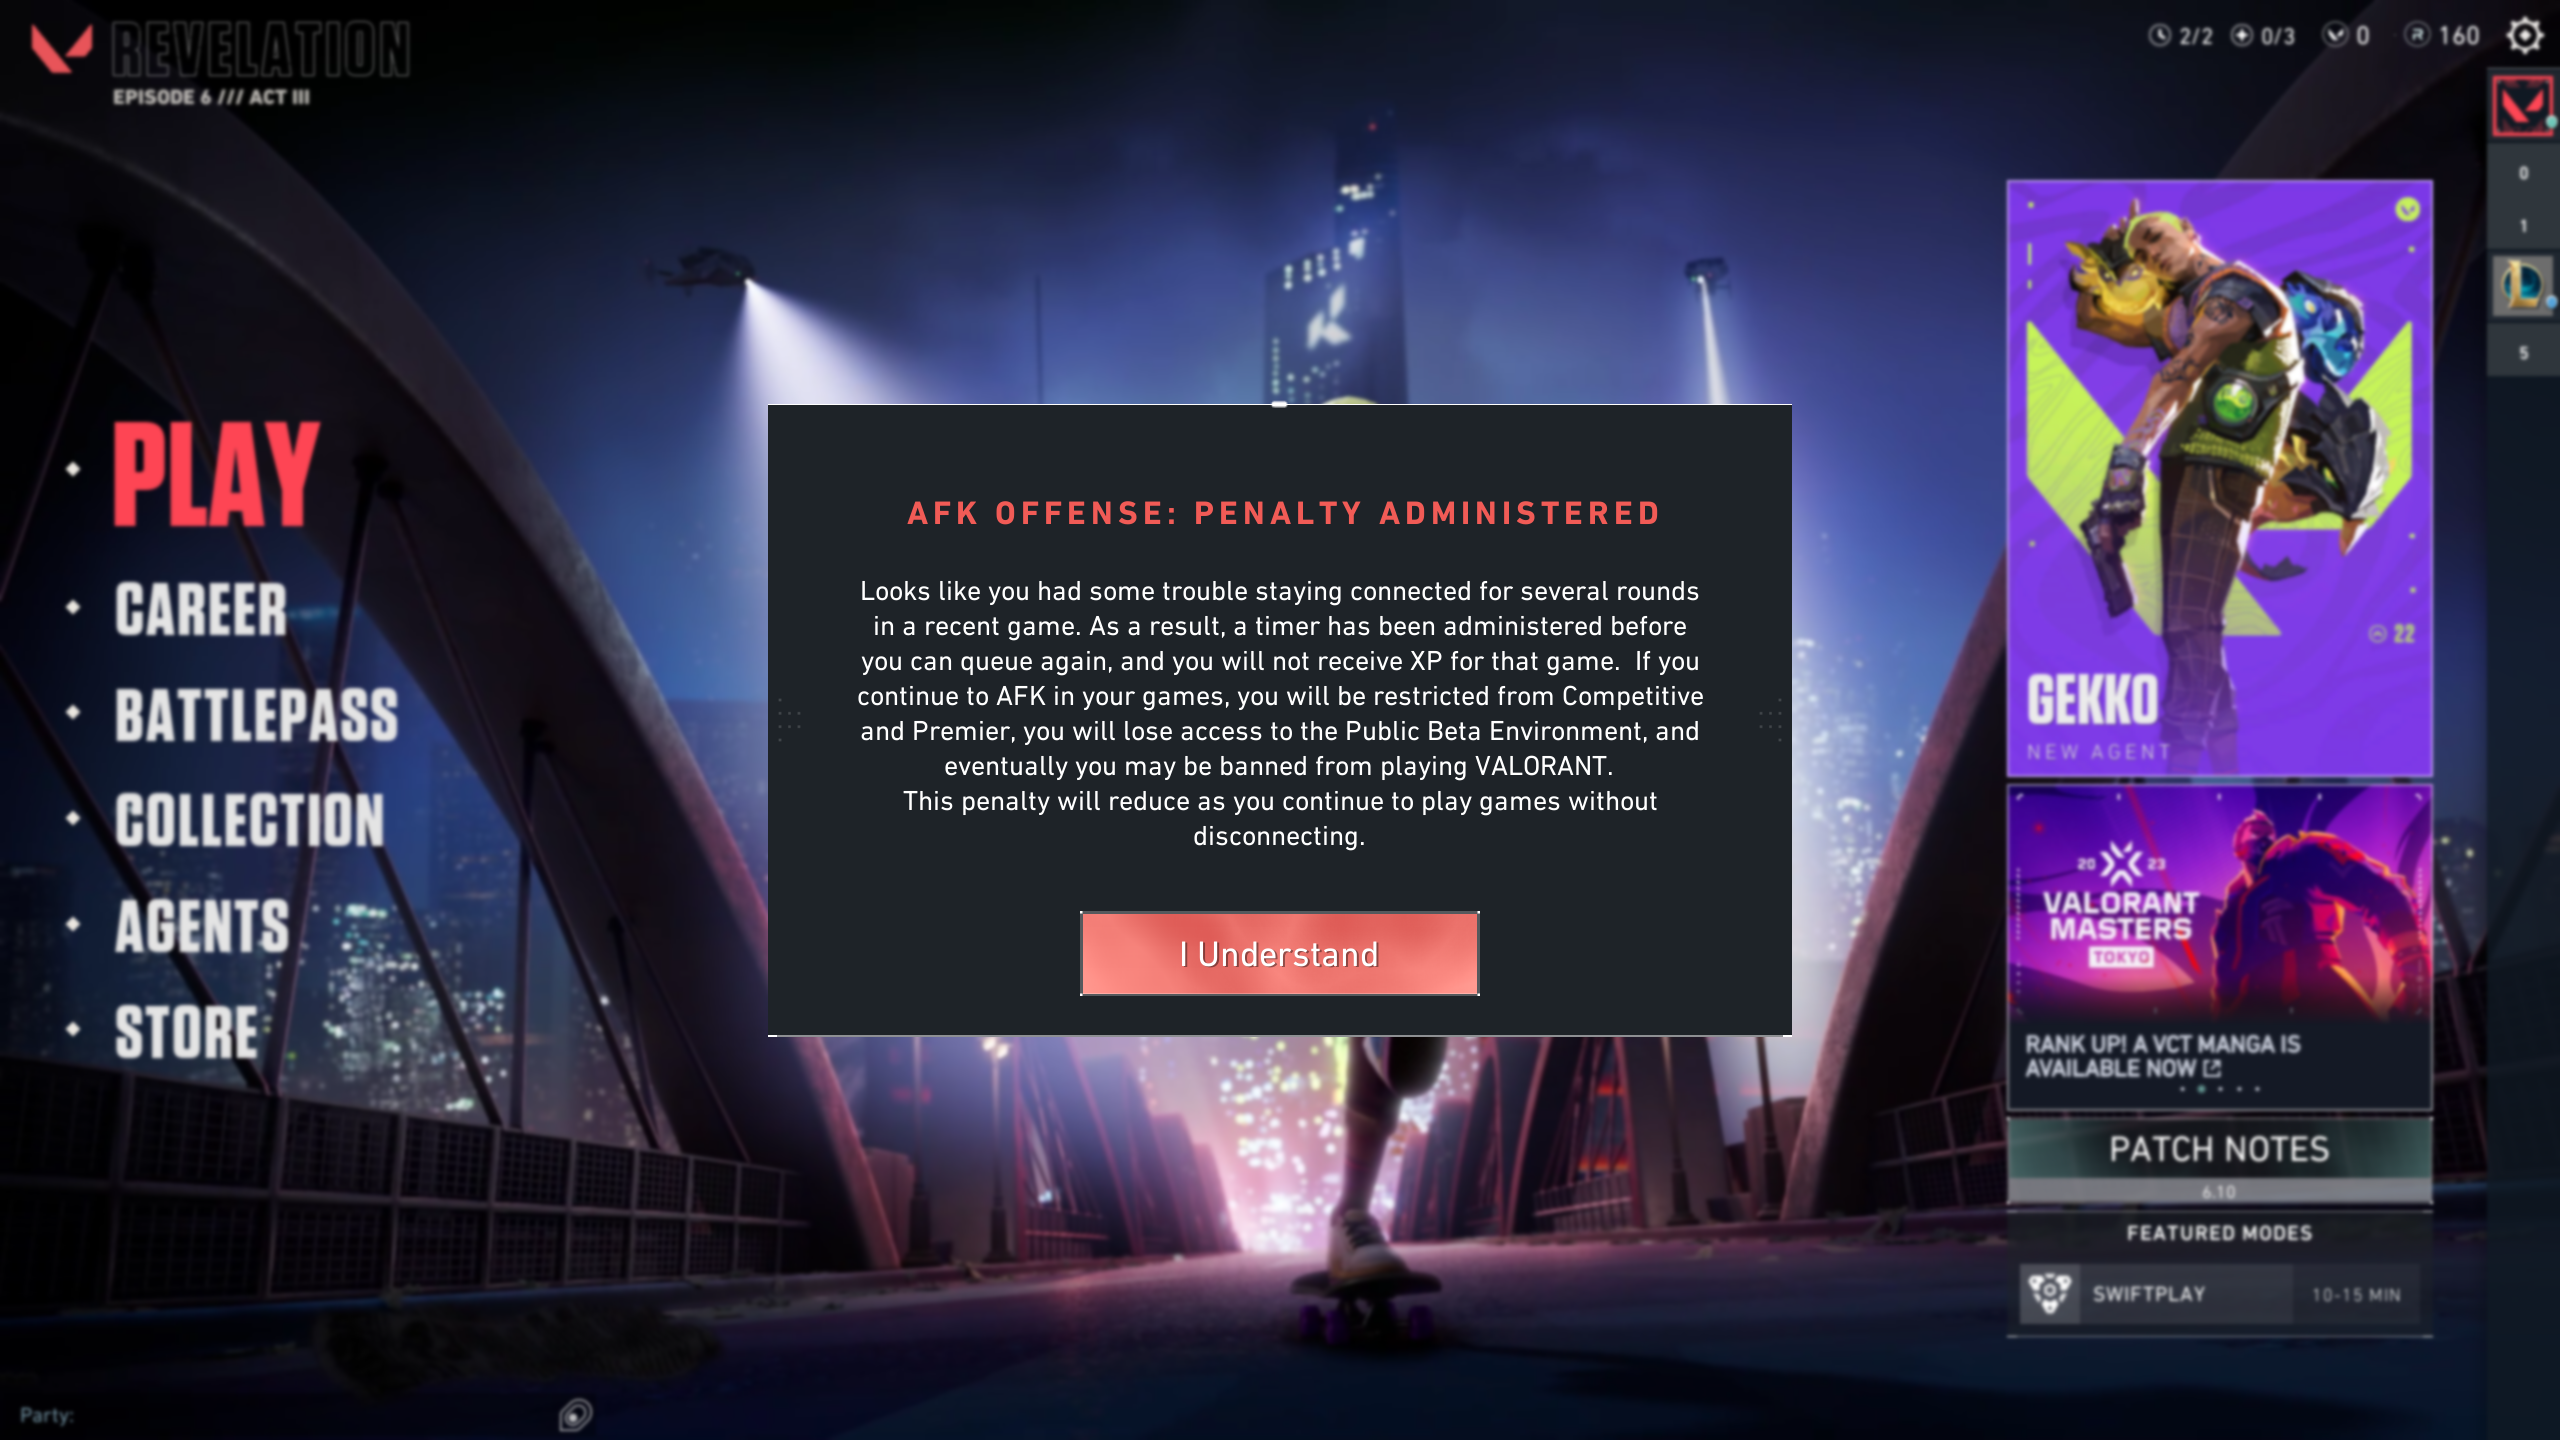 REVELATION
EPISODE 6 /// ACT III
2/2
0/3
0
160
0
1
5
PLAY
CAREER
BATTLEPASS
COLLECTION
AGENTS
STORE
AFK OFFENSE: PENALTY ADMINISTERED
Looks like you had some trouble staying connected for several rounds
in a recent game. As a result, a timer has been administered before
you can queue again, and you will not receive XP for that game.  If you
continue to AFK in your games, you will be restricted from Competitive
and Premier, you will lose access to the Public Beta Environment, and
eventually you may be banned from playing VALORANT.
This penalty will reduce as you continue to play games without
disconnecting.
I Understand
22
GEKKO
NEW AGENT
20 23
VALORANT
MASTERS
TOKYO
RANK UP! A VCT MANGA IS
AVAILABLE NOW
PATCH NOTES
6.10
FEATURED MODES
SWIFTPLAY
10-15 MIN
Party: